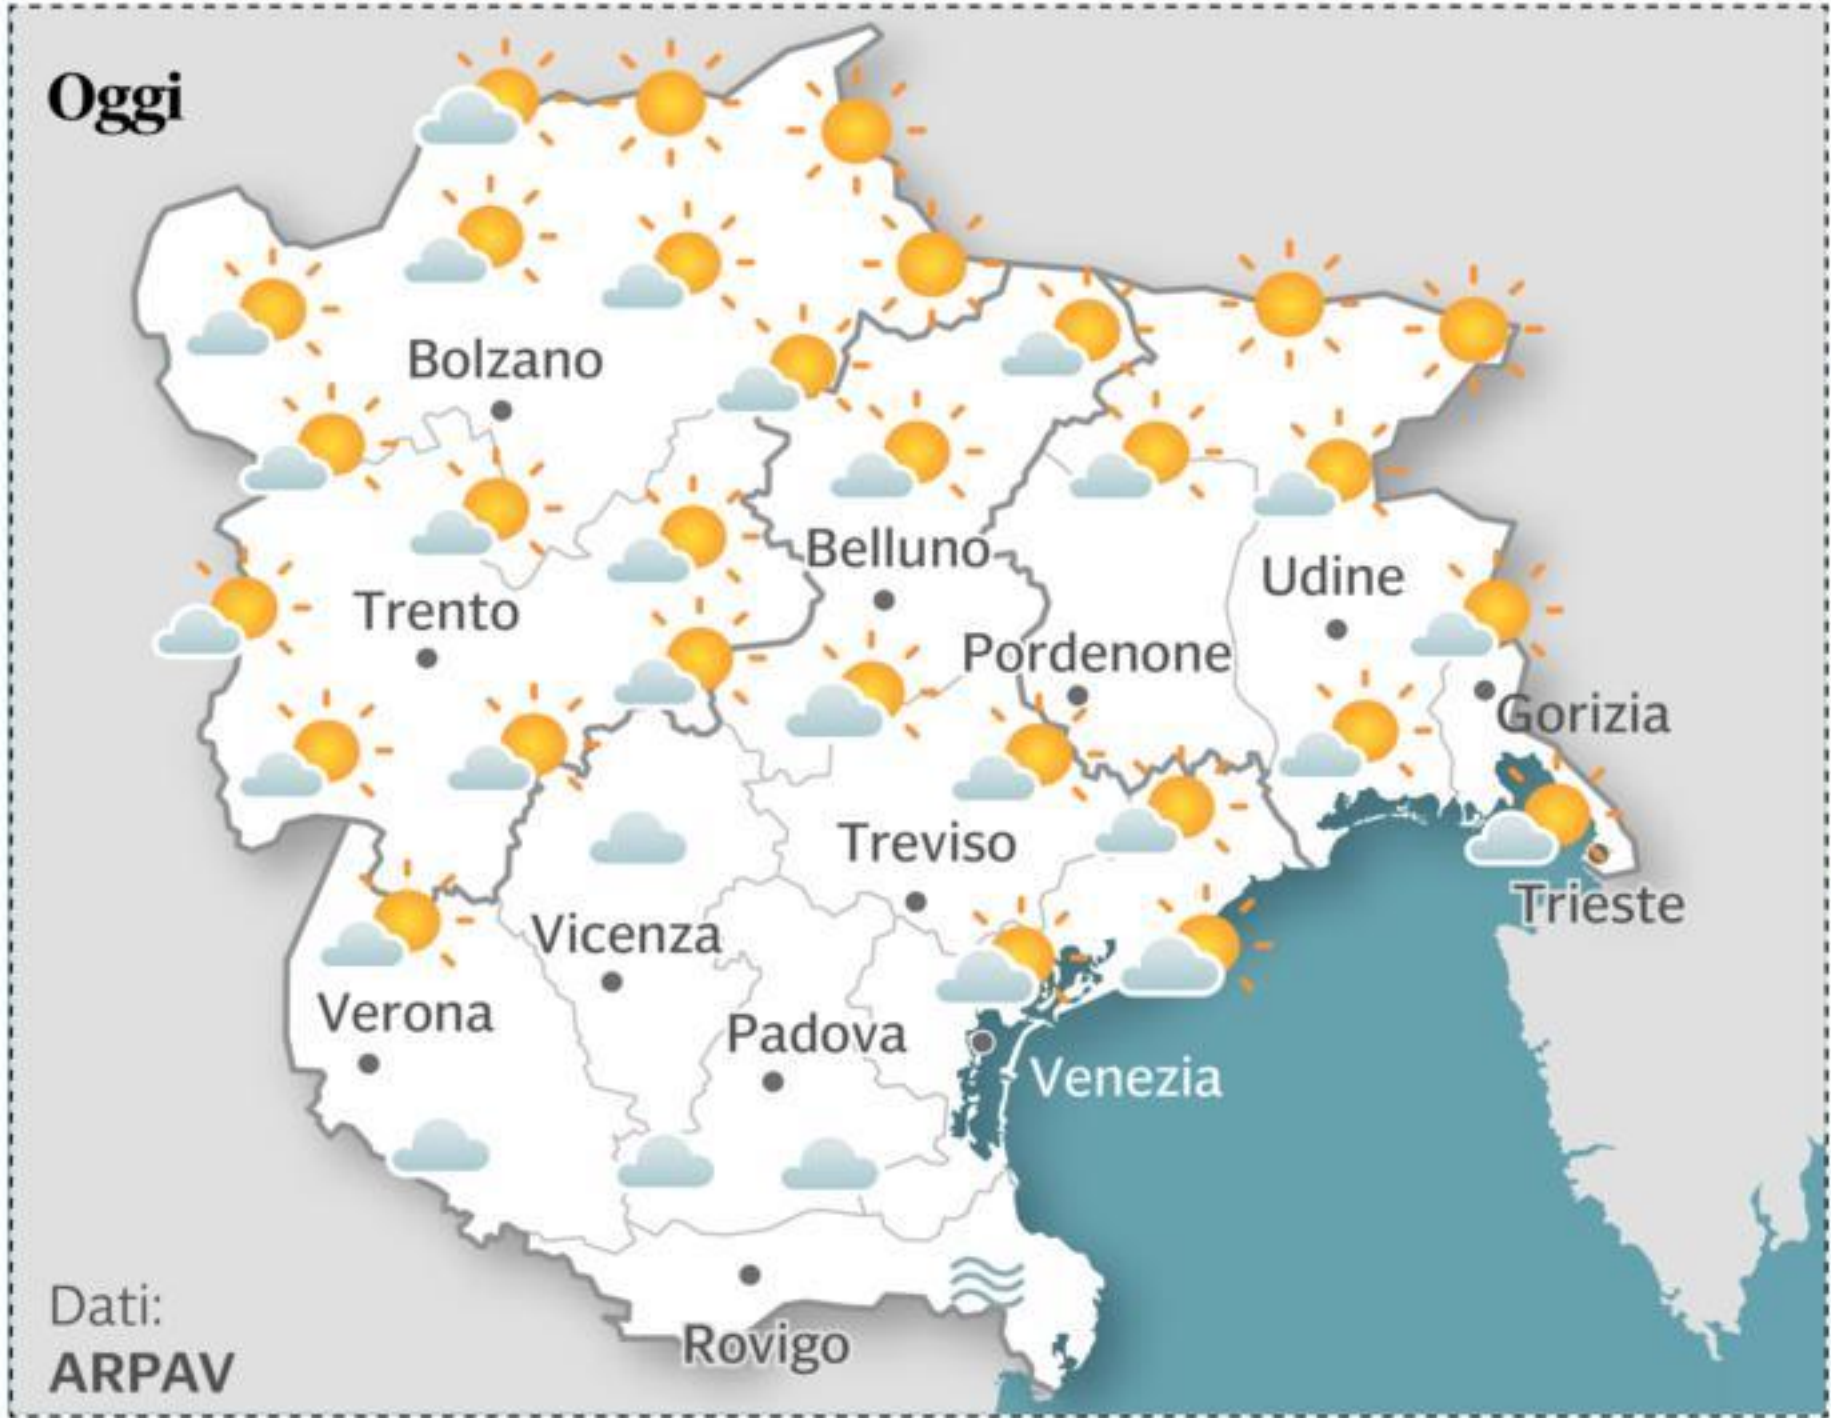 Oggi
Bolzano
Belluno
Udine
Trento
Pordenone
Gorizia
Treviso
Trieste
Vicenza
Verona
Padova
Venezia
Rovigo
Dati:
ARPAV